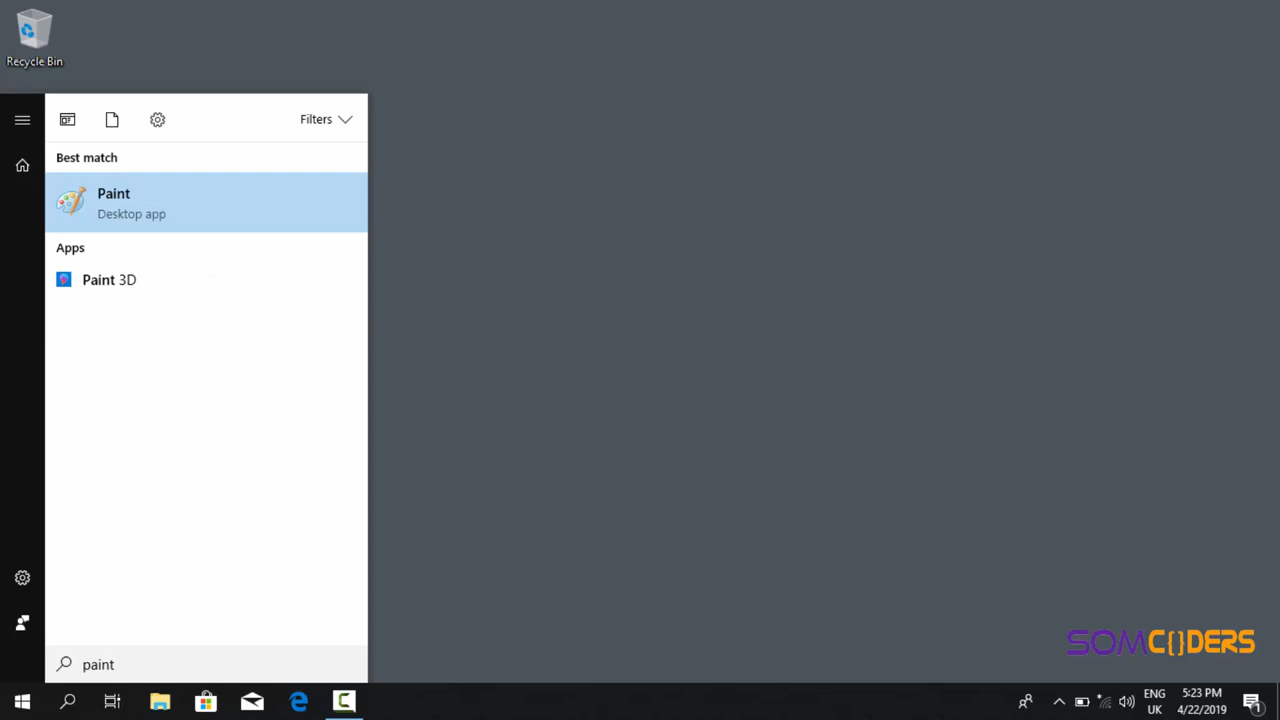 Recycle Bin
Filters
Best match
Paint
Desktop app
Apps
Paint 3D
paint
SOMC{}DERS
ENG
UK
5:23 PM
4/22/2019
1